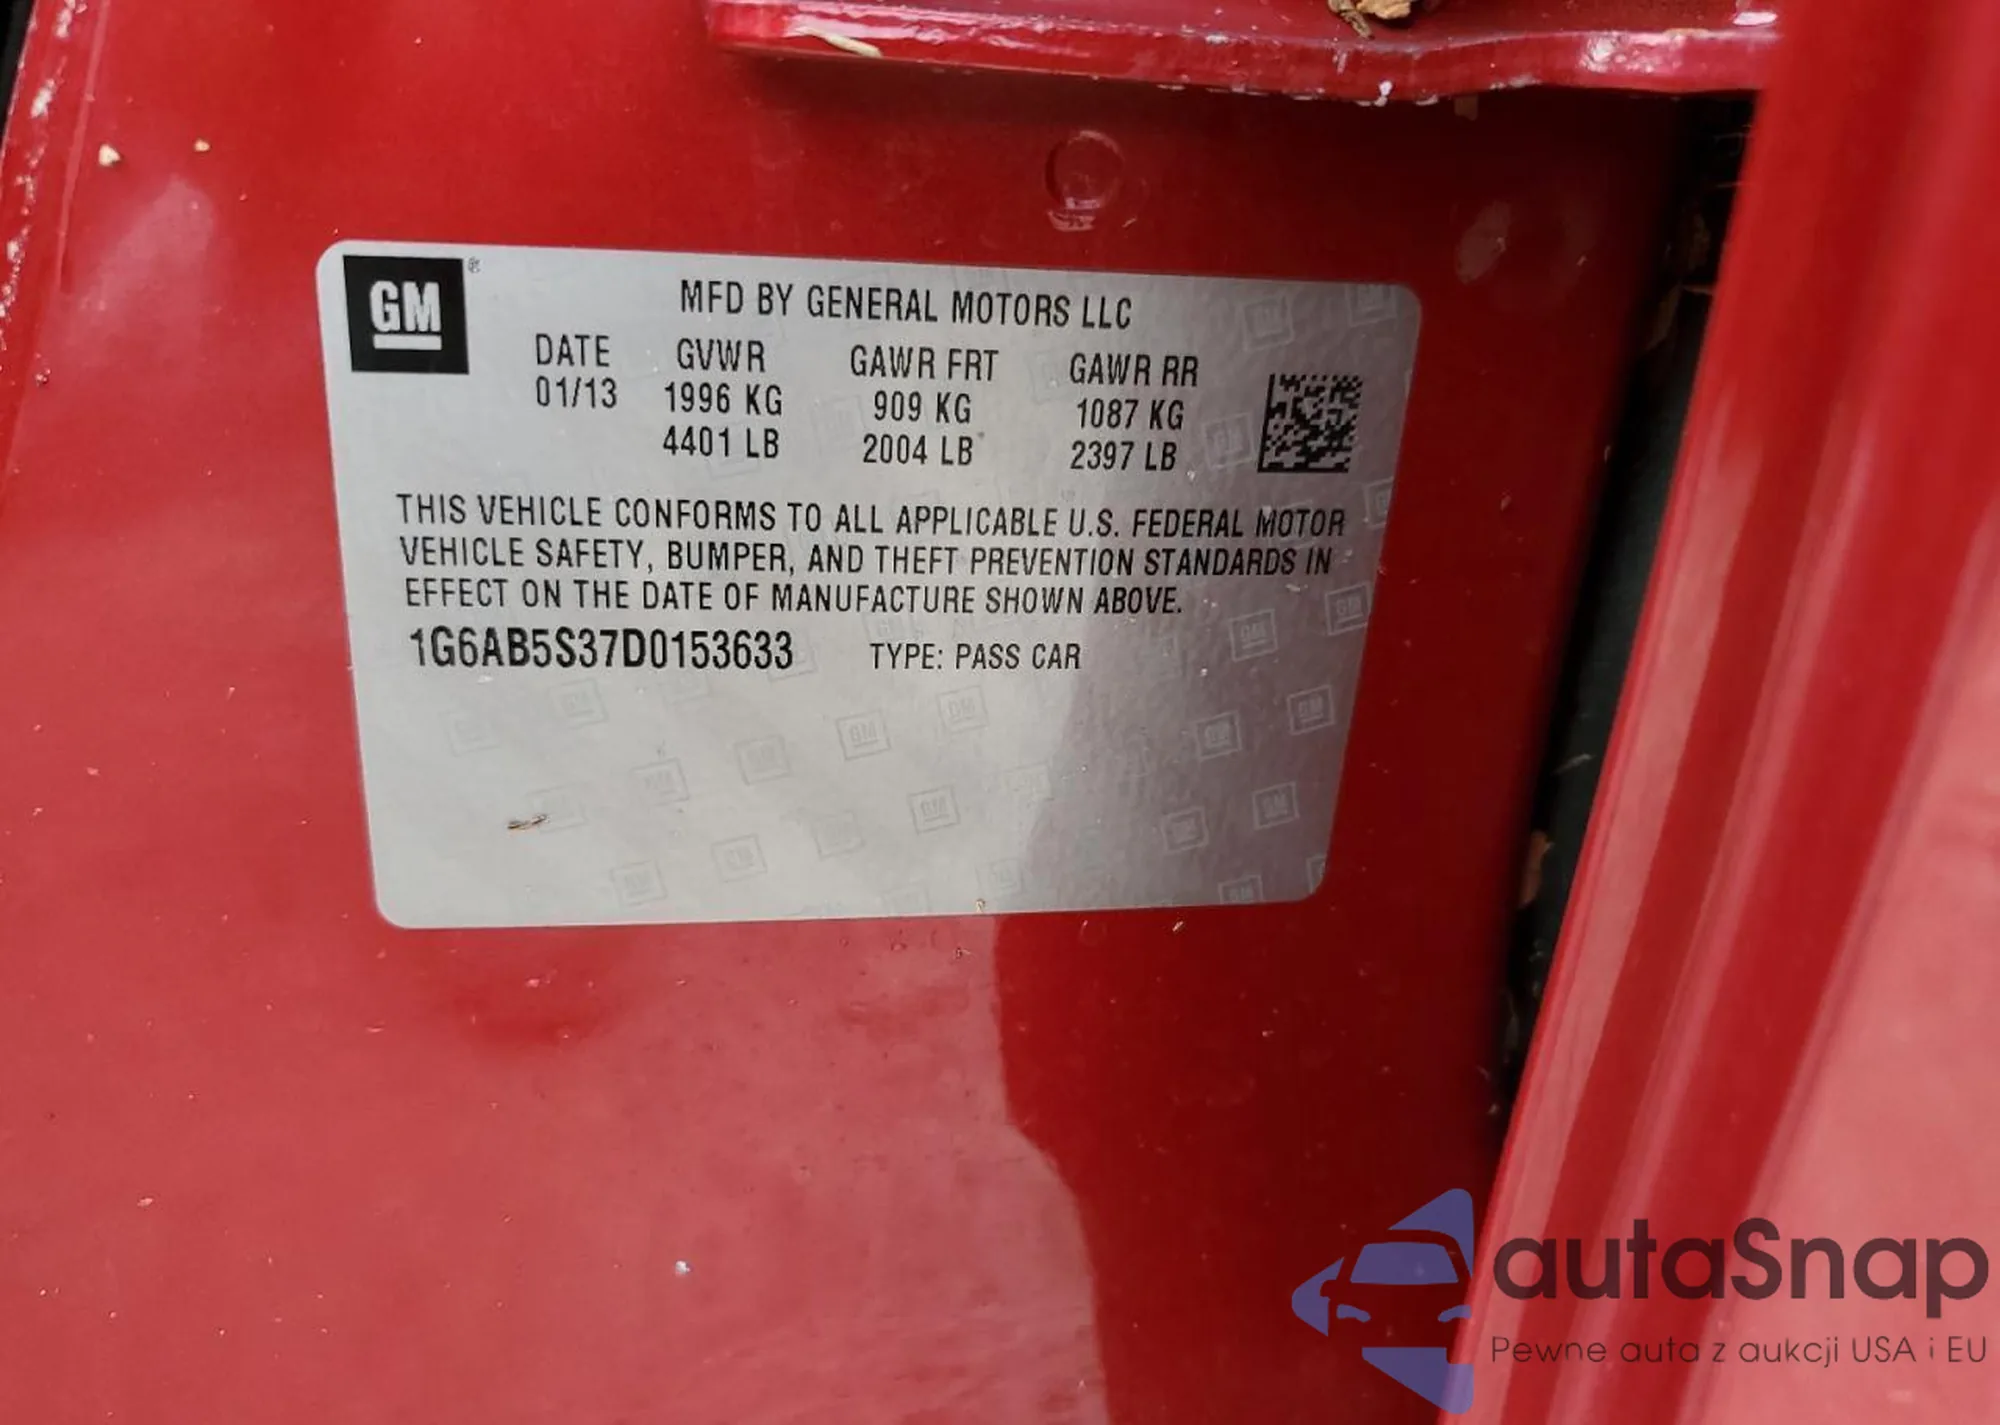 GM
MFD BY GENERAL MOTORS LLC
DATE GVWR GAWR FRT GAWR RR
01/13 1996 KG 909 KG 1087 KG
4401 LB 2004 LB 2397 LB
THIS VEHICLE CONFORMS TO ALL APPLICABLE U.S. FEDERAL MOTOR
VEHICLE SAFETY, BUMPER, AND THEFT PREVENTION STANDARDS IN
EFFECT ON THE DATE OF MANUFACTURE SHOWN ABOVE.
1G6AB5S37D0153633 TYPE: PASS CAR
autaSnap
Pewne auta z aukcji USA i EU